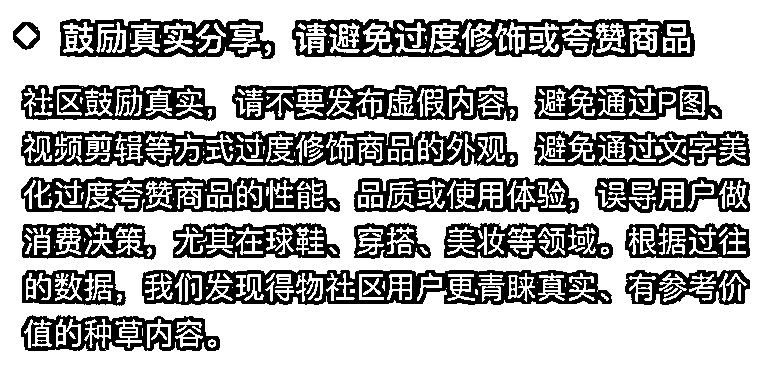 鼓励真实分享，请避免过度修饰或夸赞商品
社区鼓励真实，请不要发布虚假内容，避免通过P图、
视频剪辑等方式过度修饰商品的外观，避免通过文字美
化过度夸赞商品的性能、品质或使用体验，误导用户做
消费决策，尤其在球鞋、穿搭、美妆等领域。根据过往
的数据，我们发现得物社区用户更青睐真实、有参考价
值的种草内容。